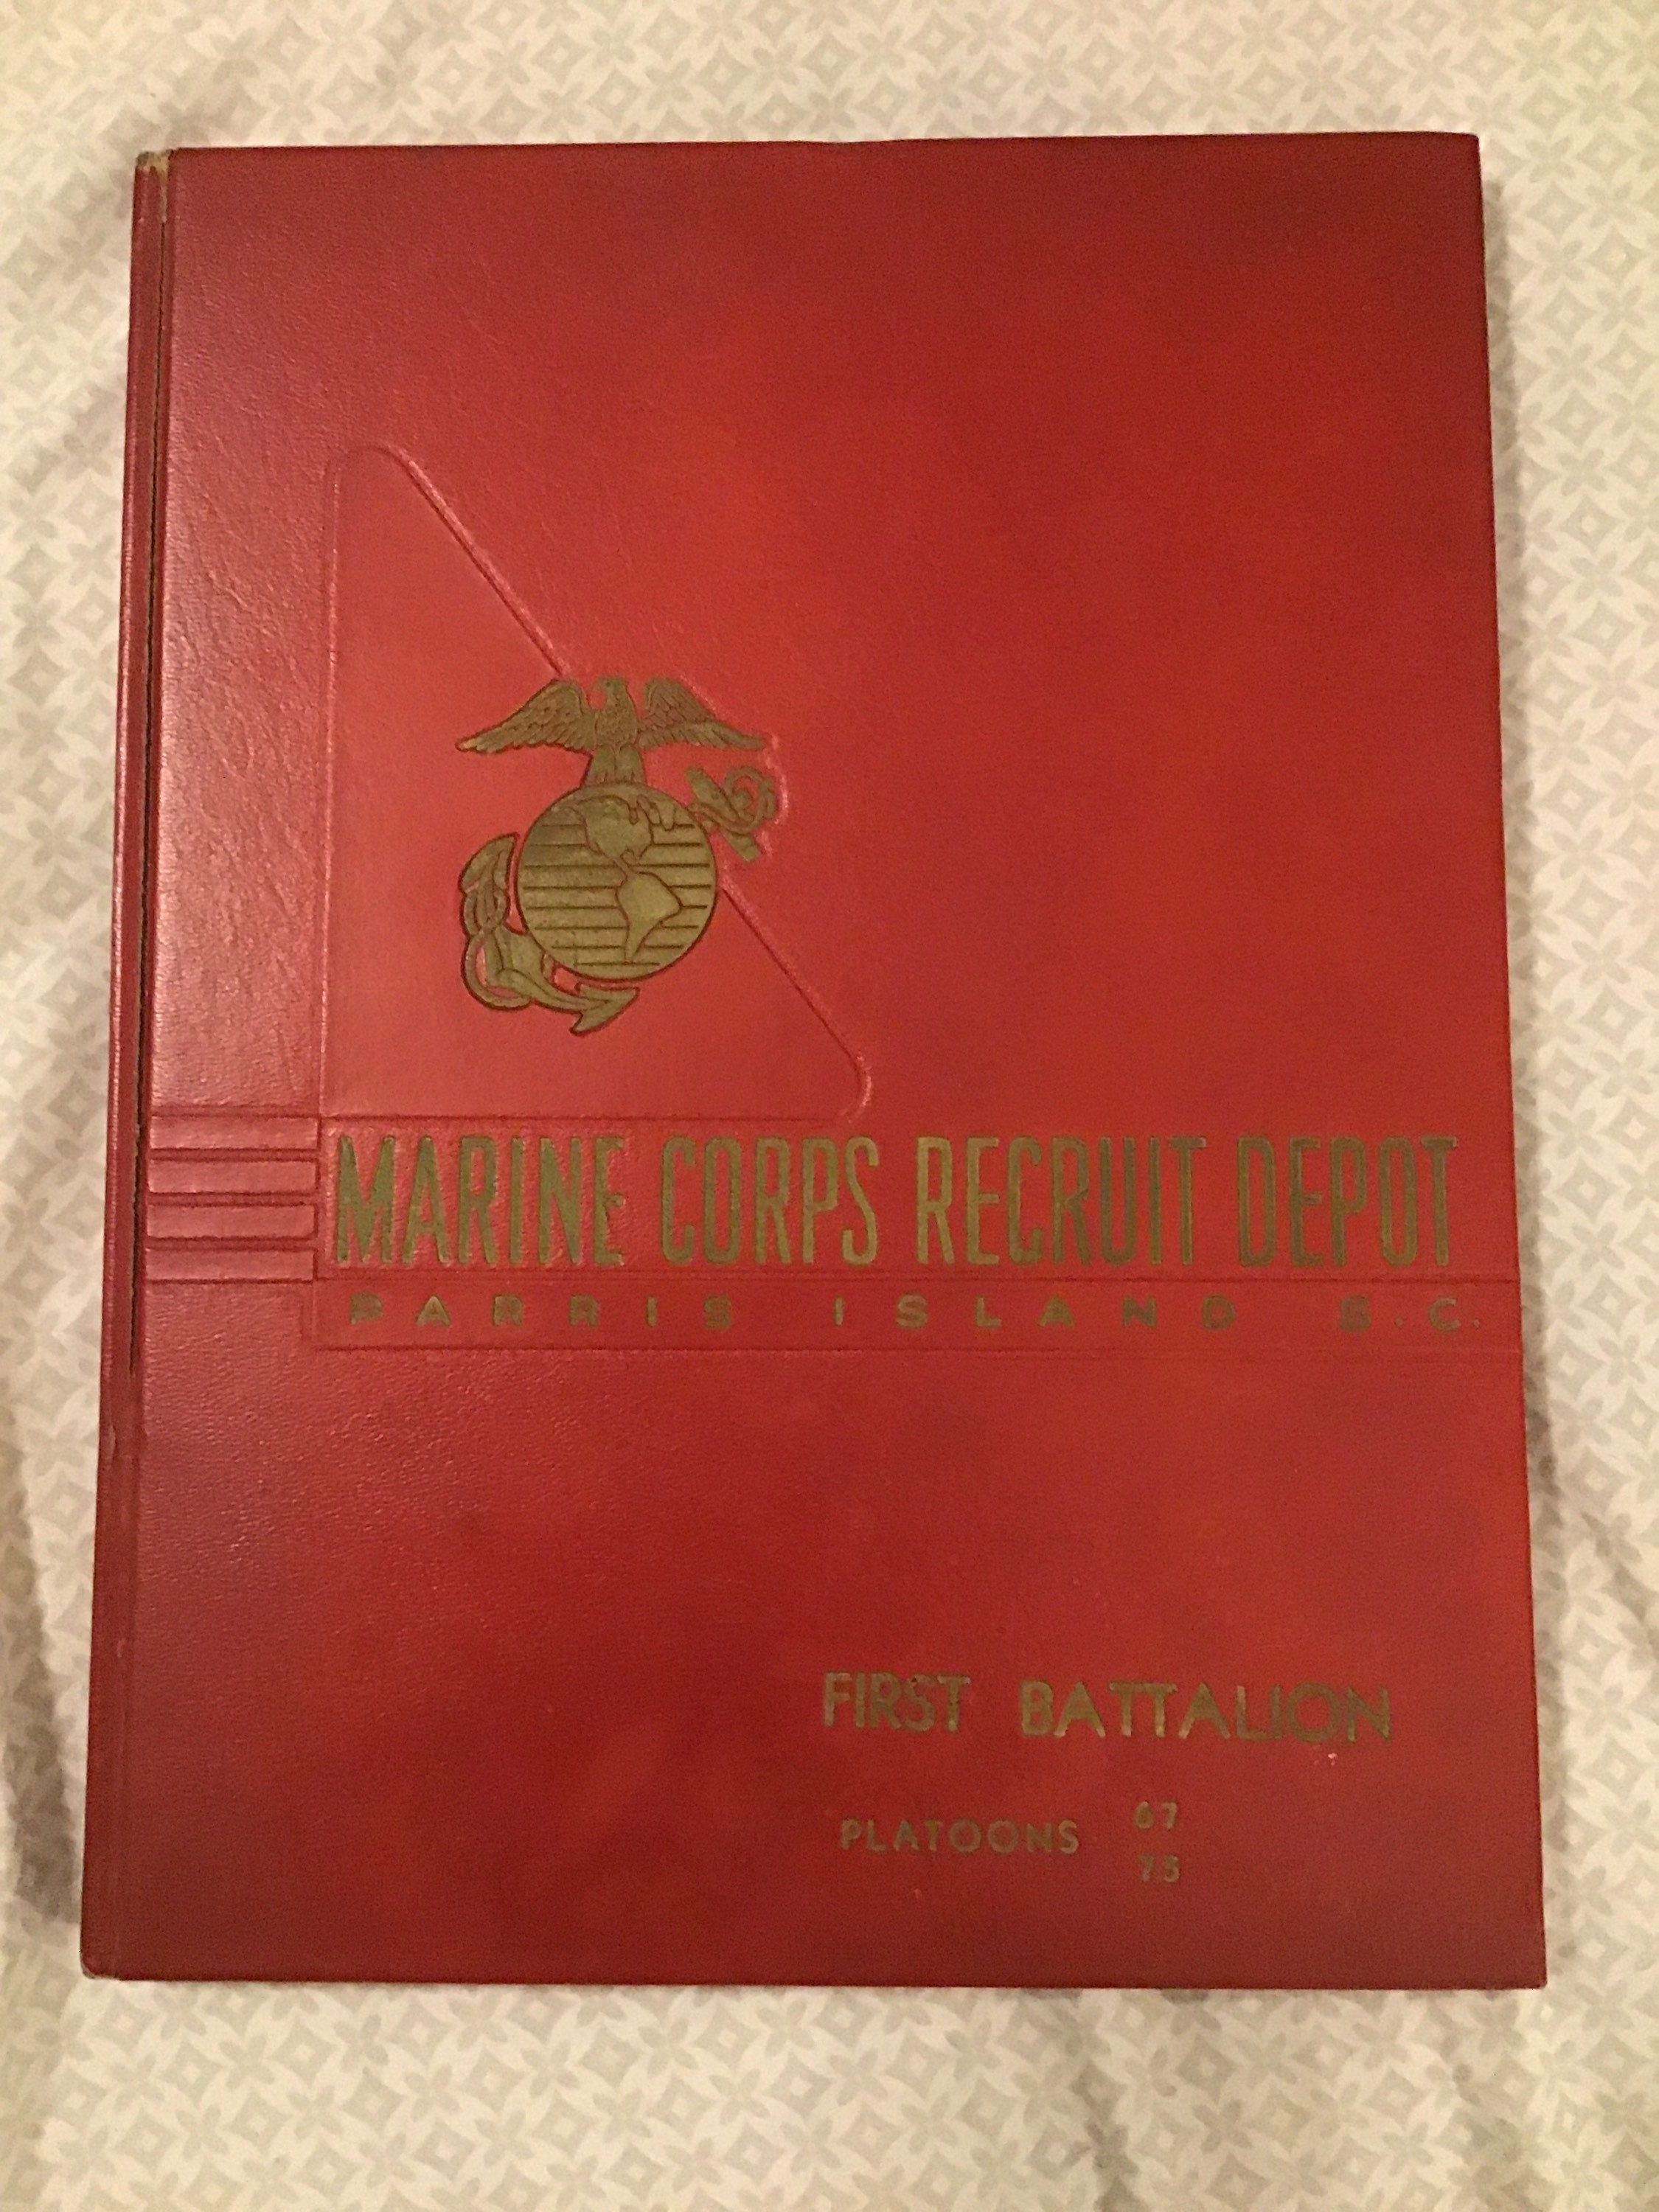 MARINE CORPS RECRUIT DEPOT
PARRIS ISLAND S.C.
FIRST BATTALION
PLATOONS 67
75